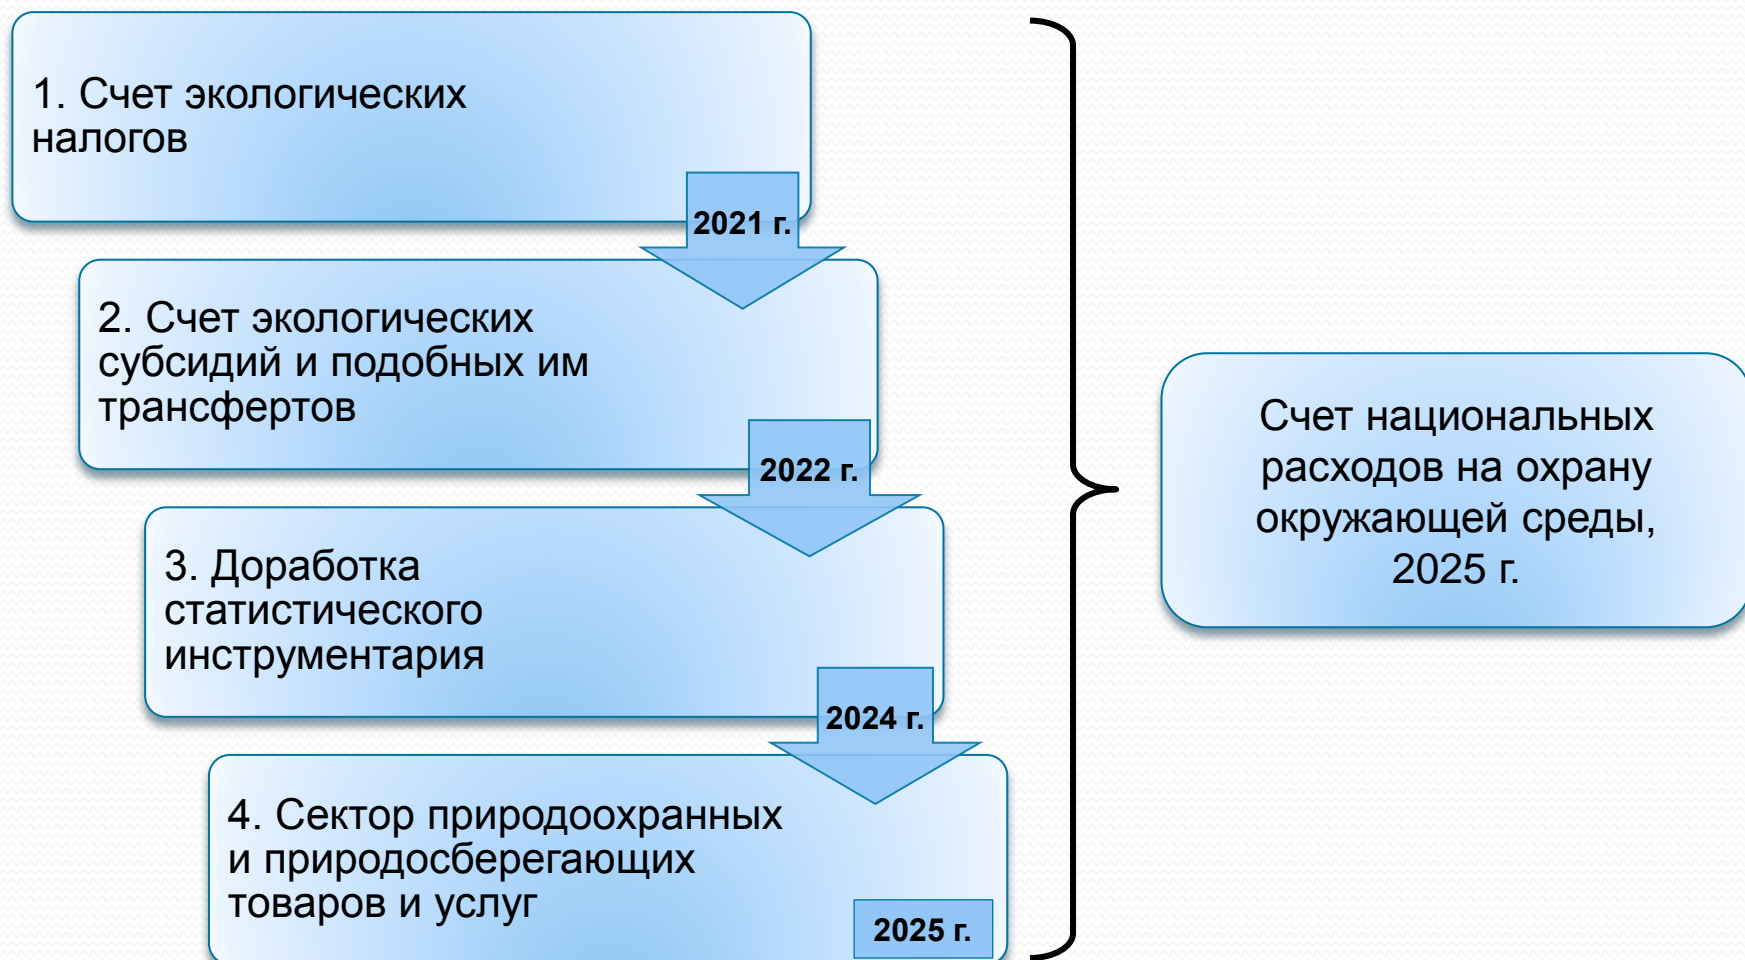 1. Счет экологических
налогов
2021 г.
2. Счет экологических
субсидий и подобных им
трансфертов
2022 г.
3. Доработка
статистического
инструментария
2024 г.
4. Сектор природоохранных
и природосберегающих
товаров и услуг
2025 г.
Счет национальных
расходов на охрану
окружающей среды,
2025 г.